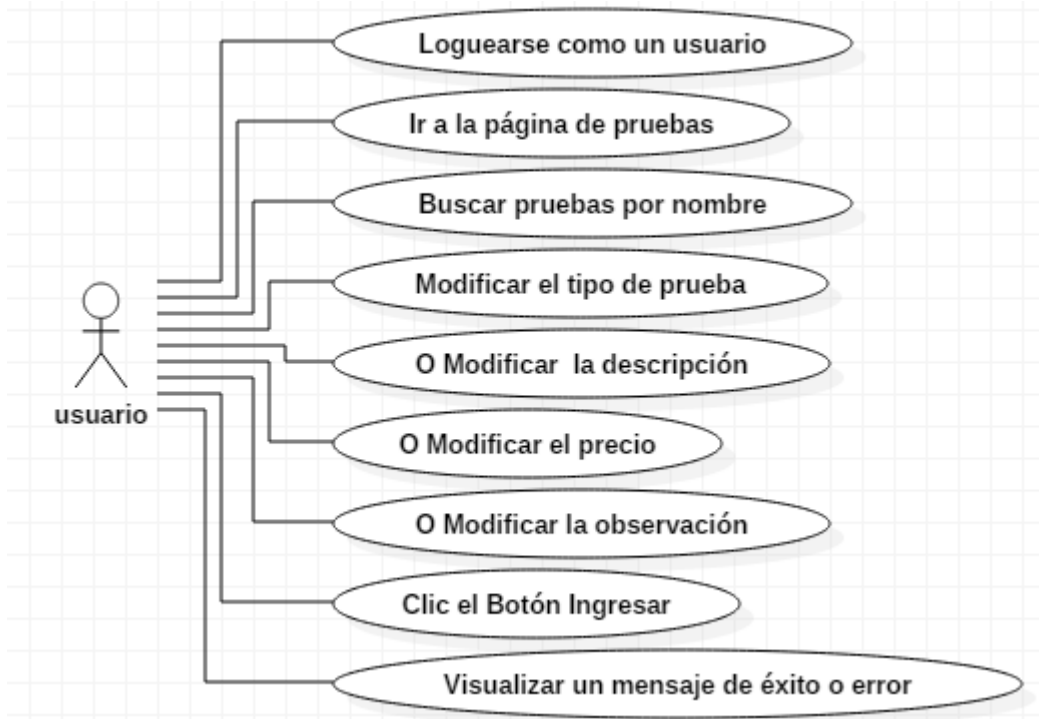 Loguearse como un usuario
Ir a la página de pruebas
Buscar pruebas por nombre
Modificar el tipo de prueba
O Modificar  la descripción
O Modificar el precio
usuario
O Modificar la observación
Clic el Botón Ingresar
Visualizar un mensaje de éxito o error